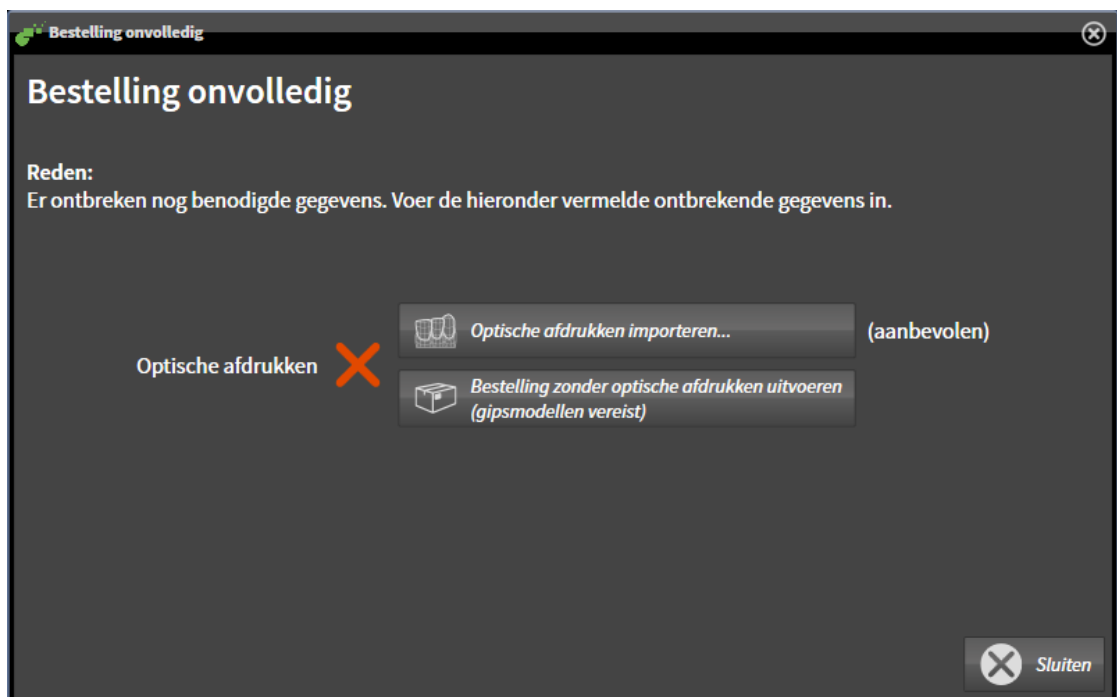 Bestelling onvolledig
Bestelling onvolledig
Reden:
Er ontbreken nog benodigde gegevens. Voer de hieronder vermelde ontbrekende gegevens in.
Optische afdrukken
Optische afdrukken importeren...
(aanbevolen)
Bestelling zonder optische afdrukken uitvoeren
(gipsmodellen vereist)
Sluiten